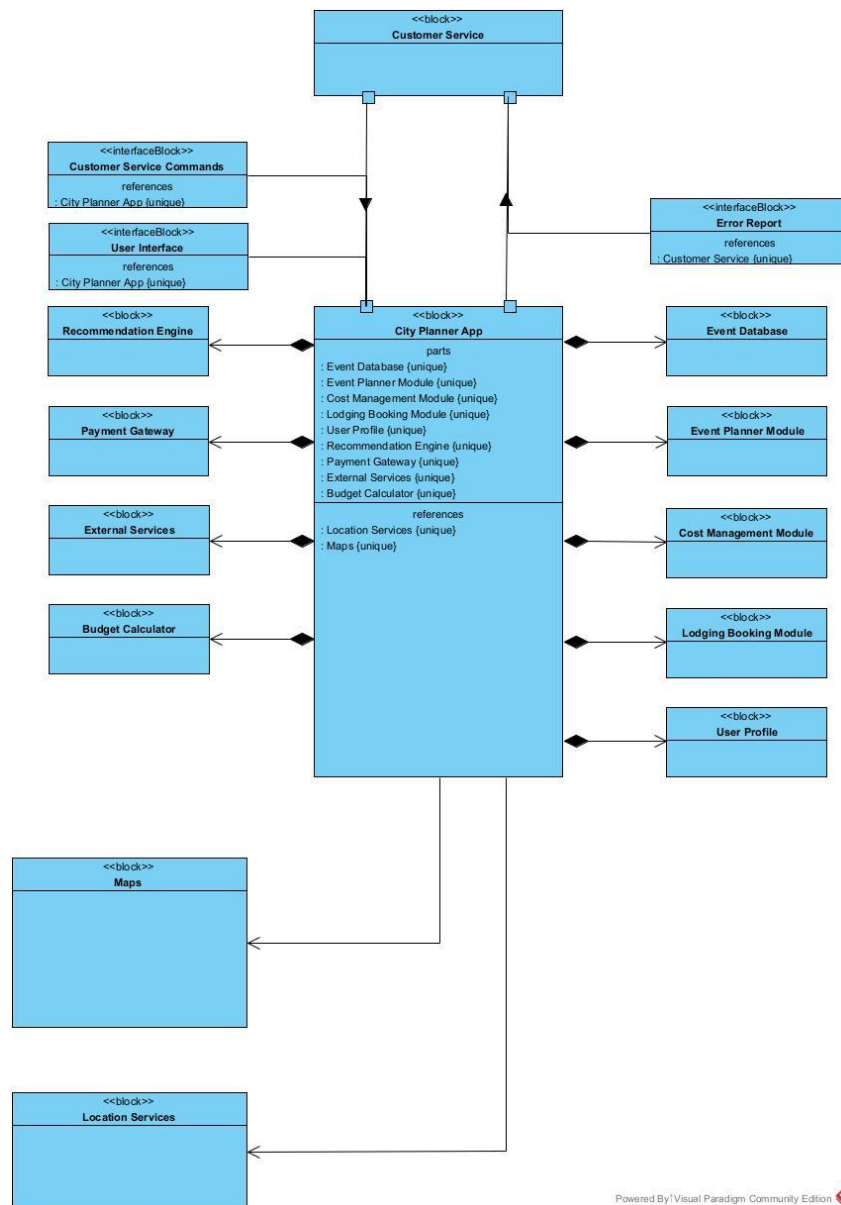 <<block>>
Customer Service
<<interfaceBlock>>
Customer Service Commands
references
: City Planner App {unique}
<<interfaceBlock>>
User Interface
references
: City Planner App {unique}
<<interfaceBlock>>
Error Report
references
: Customer Service {unique}
<<block>>
Recommendation Engine
<<block>>
Payment Gateway
<<block>>
External Services
<<block>>
Budget Calculator
<<block>>
City Planner App
parts
: Event Database {unique}
: Event Planner Module {unique}
: Cost Management Module {unique}
: Lodging Booking Module {unique}
: User Profile {unique}
: Recommendation Engine {unique}
: Payment Gateway {unique}
: External Services {unique}
: Budget Calculator {unique}
references
: Location Services {unique}
: Maps {unique}
<<block>>
Event Database
<<block>>
Event Planner Module
<<block>>
Cost Management Module
<<block>>
Lodging Booking Module
<<block>>
User Profile
<<block>>
Maps
<<block>>
Location Services
Powered By Visual Paradigm Community Edition